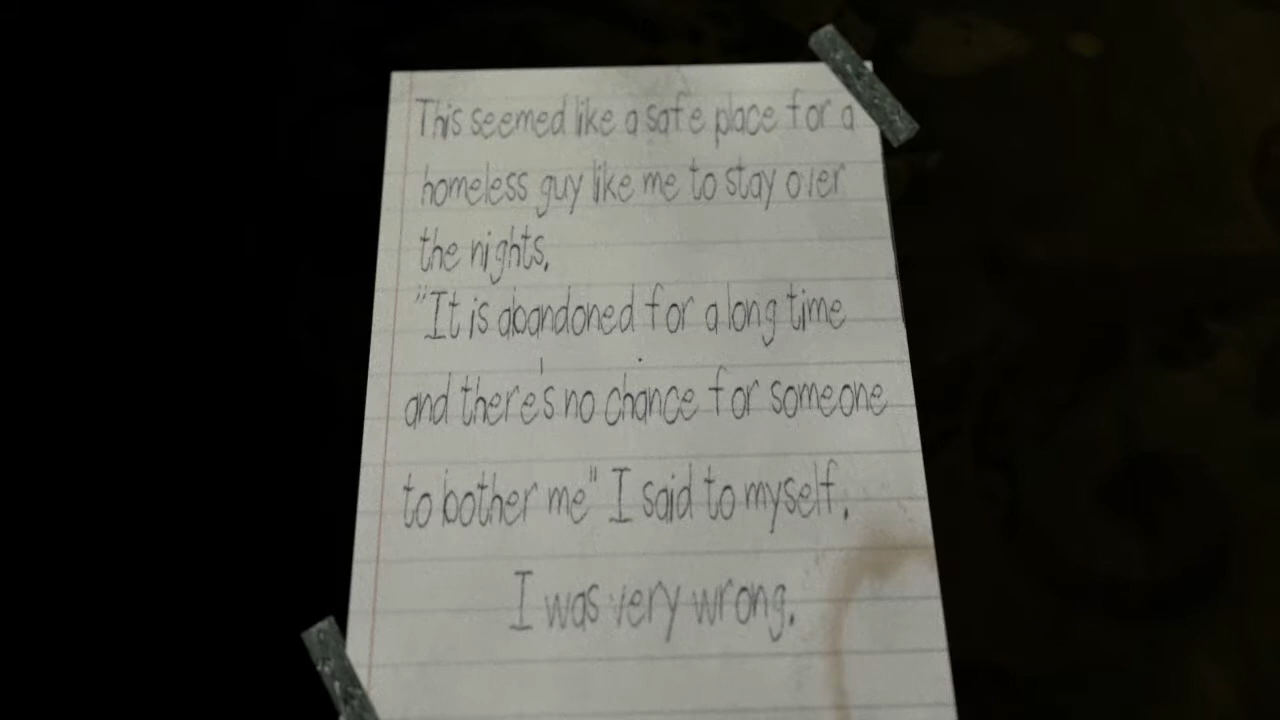 This seemed like a safe place for a
homeless guy like me to stay over
the nights.
"It is abandoned for a long time
and there's no chance for someone
to bother me" I said to myself.
I was very wrong.